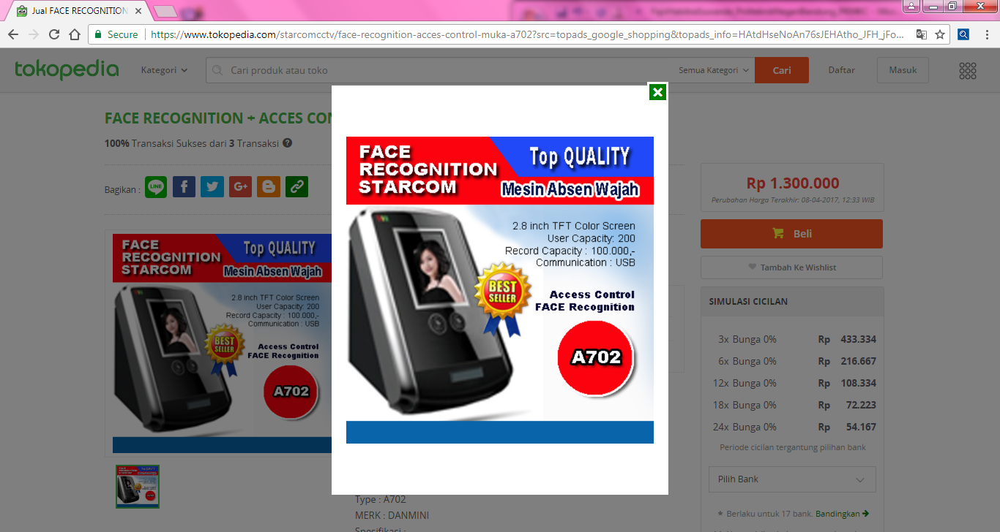 Jual FACE RECOGNITION
Secure https://www.tokopedia.com/starcomcctv/face-recognition-acces-control-muka-a702?src=topads_google_shopping&topads_info=HAtdHseNoAn76sJEHAtho_JFH_jFo...
tokopedia Kategori Cari produk atau toko Semua Kategori Cari Daftar Masuk
FACE RECOGNITION + ACCES CON
100% Transaksi Sukses dari 3 Transaksi ?
Bagikan : LINE
FACE
RECOGNITION
STARCOM
Top QUALITY
Mesin Absen Wajah
2.8 inch TFT Color Screen
User Capacity: 200
Record Capacity : 100.000,-
Communication : USB
BEST
SELLER
Access Control
FACE Recognition
A702
FACE
RECOGNITION
STARCOM
Top QUALITY
Mesin Absen Wajah
2.8 inch TFT Color Screen
User Capacity: 200
Record Capacity : 100.000,-
Communication : USB
BEST
SELLER
Access Control
FACE Recognition
A702
Type : A702
MERK : DANMINI
Spesifikasi :
Rp 1.300.000
Perubahan Harga Terakhir: 08-04-2017, 12:33 WIB
Beli
Tambah Ke Wishlist
SIMULASI CICILAN
3x Bunga 0% Rp 433.334
6x Bunga 0% Rp 216.667
12x Bunga 0% Rp 108.334
18x Bunga 0% Rp 72.223
24x Bunga 0% Rp 54.167
Periode cicilan tergantung pilihan bank
Pilih Bank
* Berlaku untuk 17 bank. Bandingkan